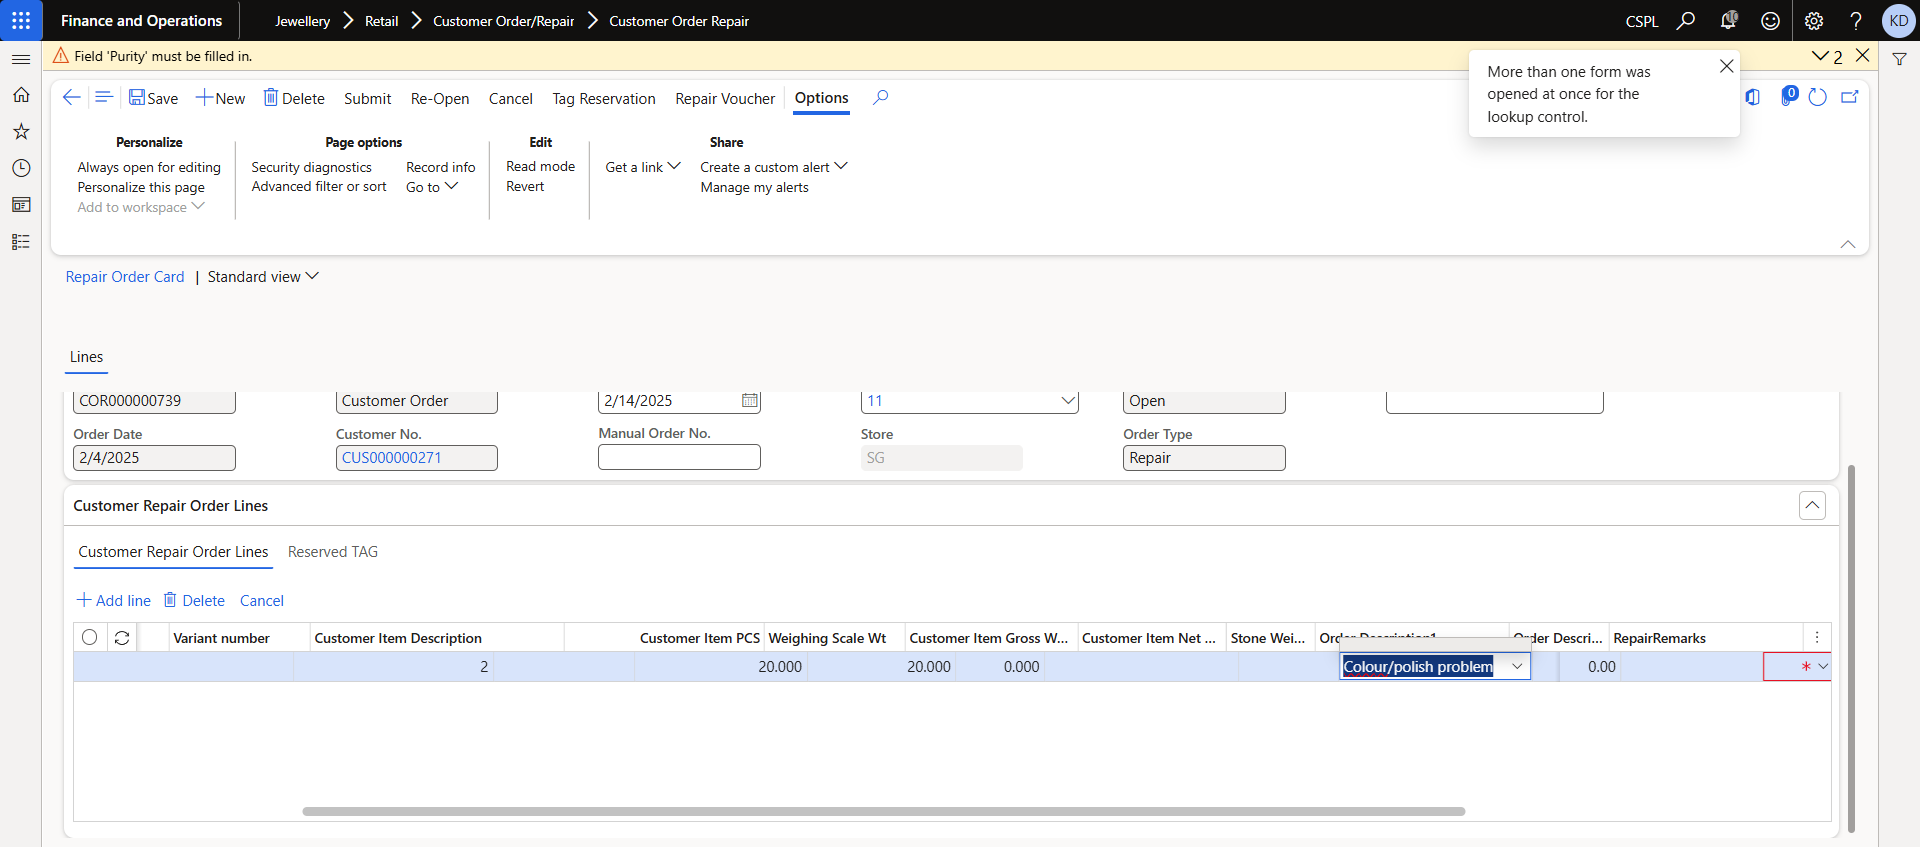 Finance and Operations
Jewellery
Retail
Customer Order/Repair
Customer Order Repair
CSPL
KD
Field 'Purity' must be filled in.
2
More than one form was
opened at once for the
lookup control.
Save
New
Delete
Submit
Re-Open
Cancel
Tag Reservation
Repair Voucher
Options
0
Personalize
Always open for editing
Personalize this page
Add to workspace
Page options
Security diagnostics
Advanced filter or sort
Record info
Go to
Edit
Read mode
Revert
Get a link
Share
Create a custom alert
Manage my alerts
Repair Order Card | Standard view
Lines
COR000000739
Customer Order
2/14/2025
11
Open
Order Date
2/4/2025
Customer No.
CUS000000271
Manual Order No.
Store
SG
Order Type
Repair
Customer Repair Order Lines
Customer Repair Order Lines
Reserved TAG
Add line
Delete
Cancel
Variant number
Customer Item Description
Customer Item PCS
Weighing Scale Wt
Customer Item Gross W...
Customer Item Net ...
Stone Wei...
Order Description1
Order Descri...
RepairRemarks
2
20.000
20.000
0.000
Colour/polish problem
0.00
*